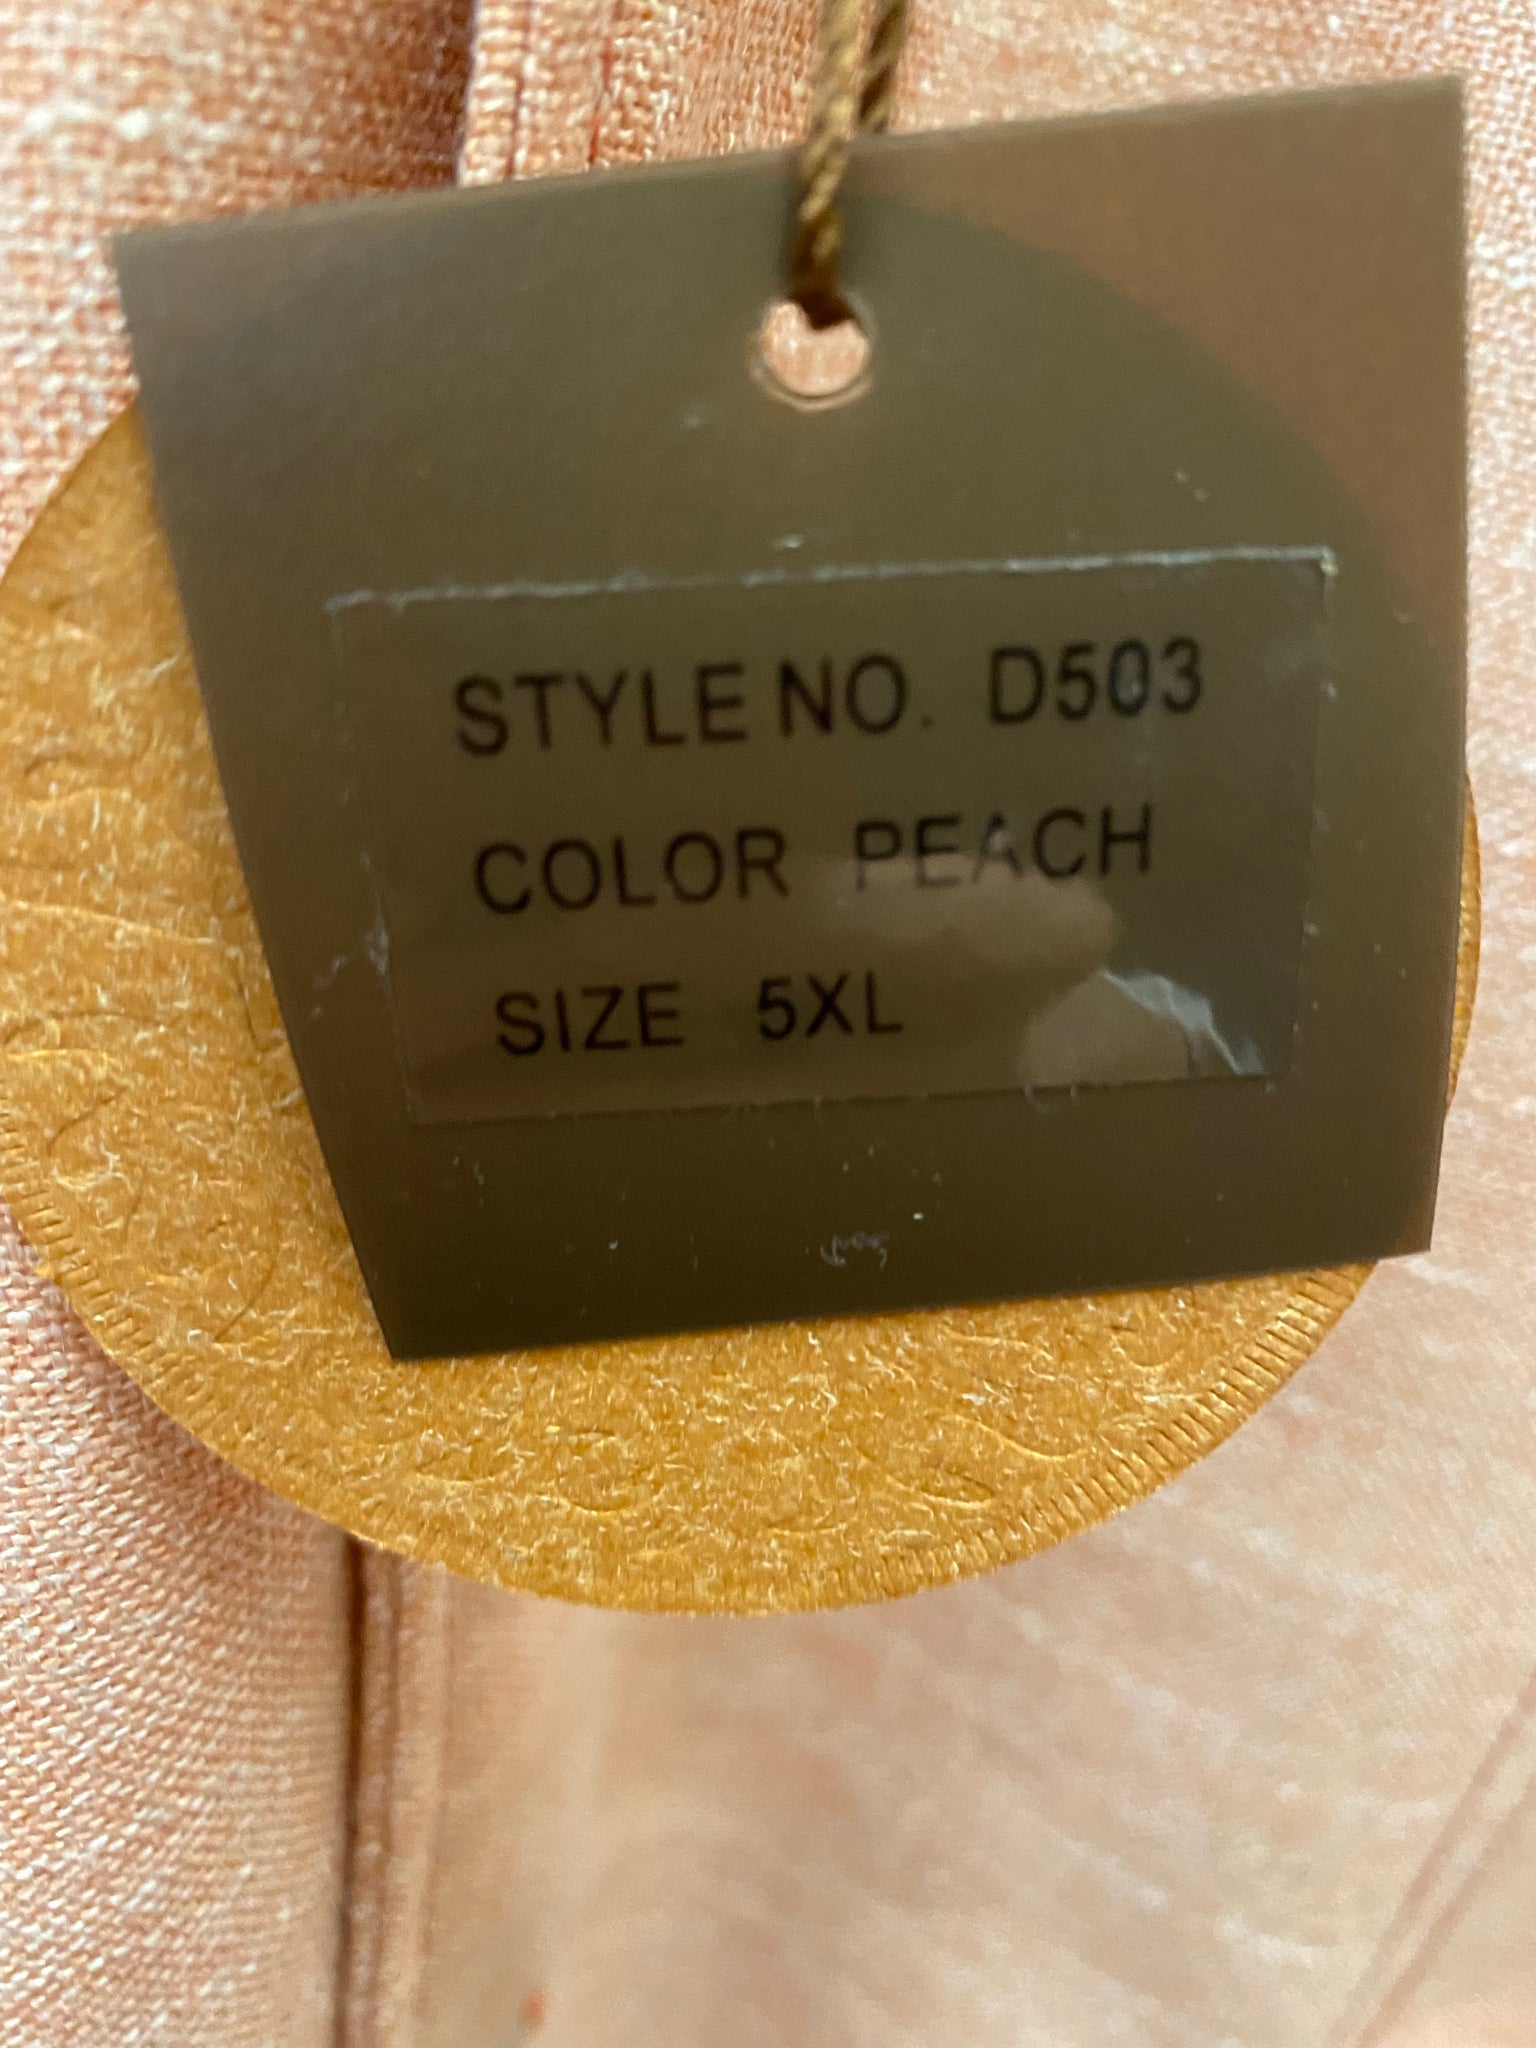 STYLE NO. D503
COLOR PEACH
SIZE 5XL